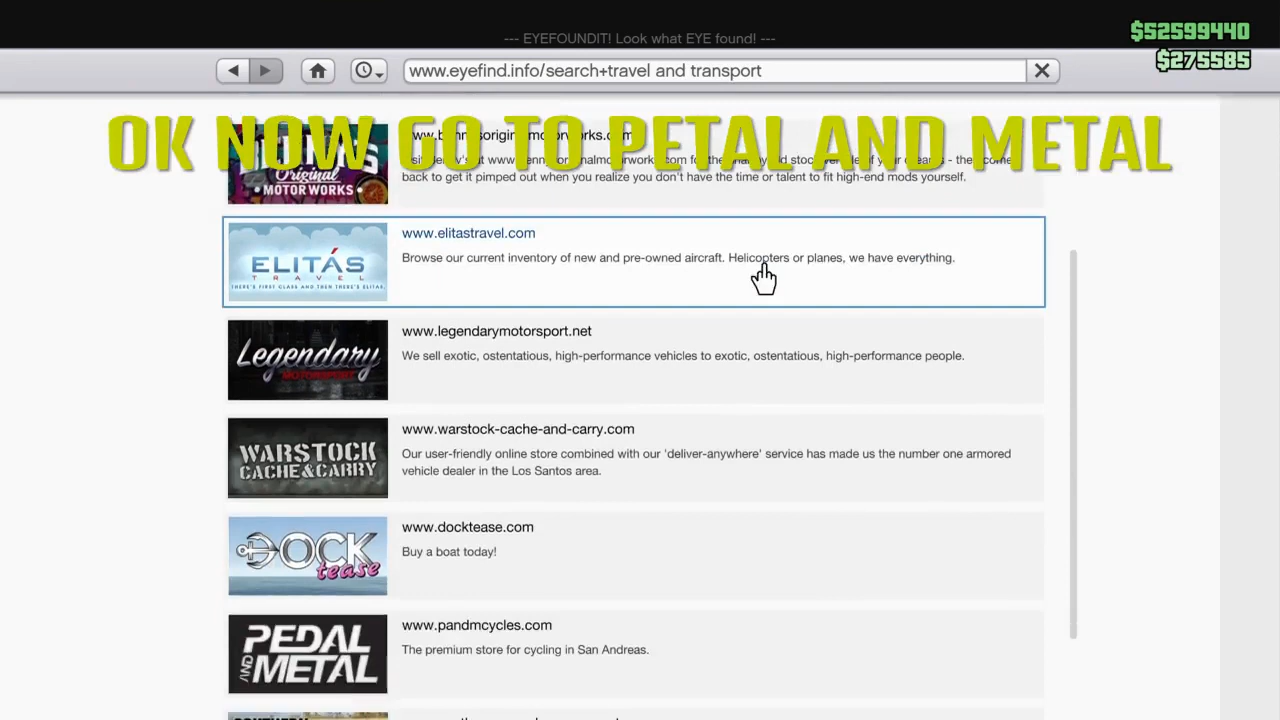 --- EYEFOUNDIT! Look what EYE found! ---
$52599440
$275585
www.eyefind.info/search+travel and transport
OK NOW GO TO PETAL AND METAL
Original
MOTOR WORKS
back to get it pimped out when you realize you don't have the time or talent to fit high-end mods yourself.
ELITÁS
TRAVEL
THERE'S FIRST CLASS AND THEN THERE'S ELITAS
www.elitastravel.com
Browse our current inventory of new and pre-owned aircraft. Helicopters or planes, we have everything.
Legendary
MOTORSPORT
www.legendarymotorsport.net
We sell exotic, ostentatious, high-performance vehicles to exotic, ostentatious, high-performance people.
WARSTOCK
CACHE&CARRY
www.warstock-cache-and-carry.com
Our user-friendly online store combined with our 'deliver-anywhere' service has made us the number one armored
vehicle dealer in the Los Santos area.
DOCK
tease
www.docktease.com
Buy a boat today!
PEDAL
AND METAL
www.pandmcycles.com
The premium store for cycling in San Andreas.